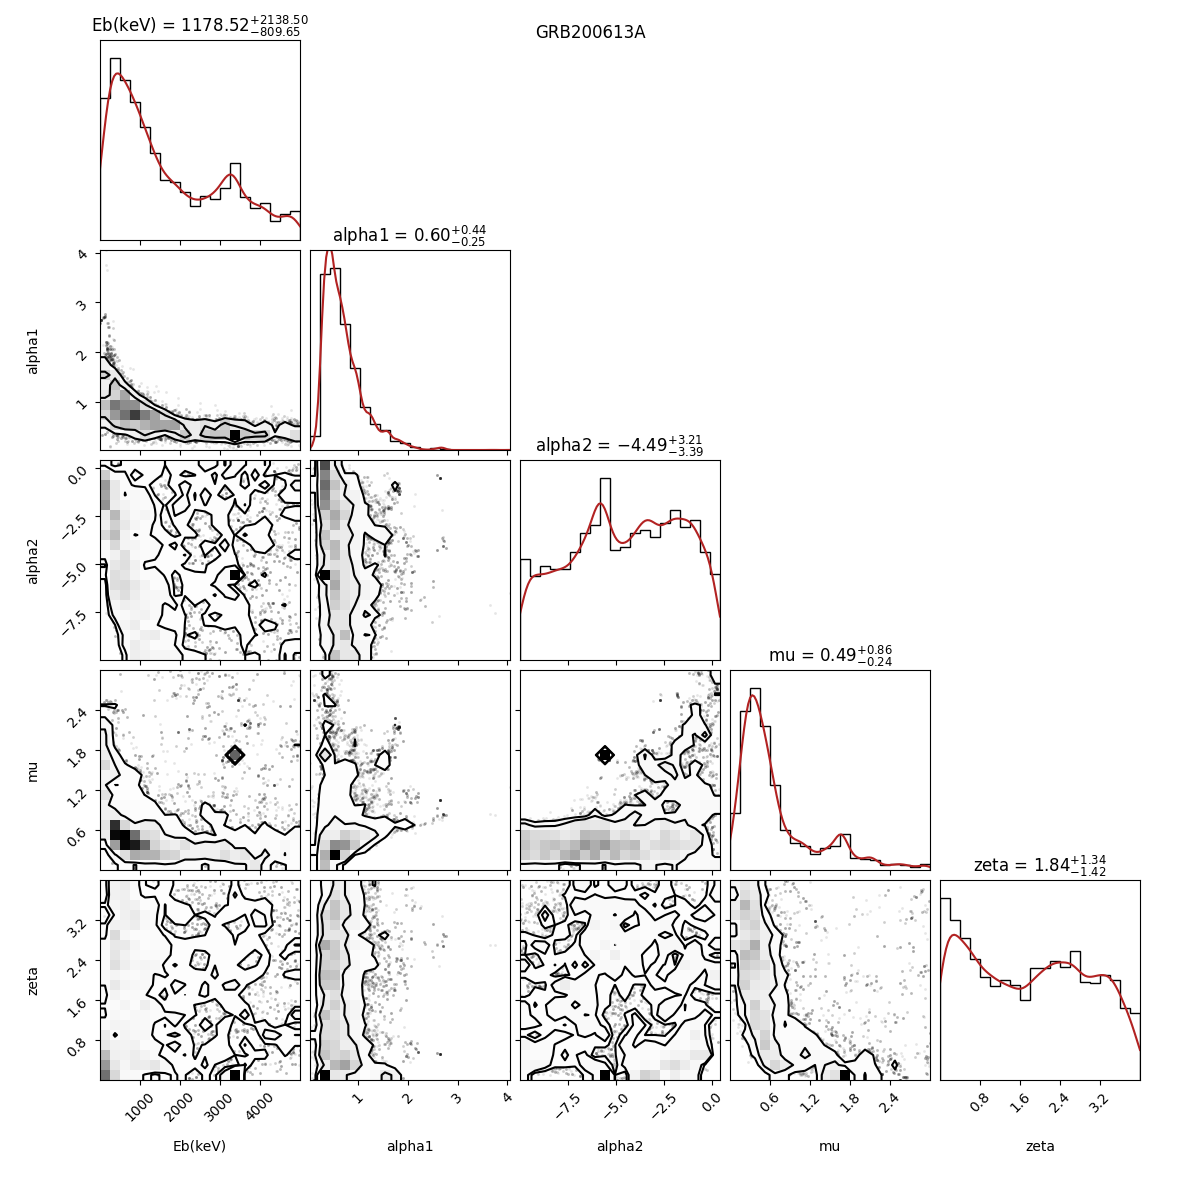 GRB200613A
Eb(keV) = 1178.52+2138.50−809.65
alpha1 = 0.60+0.44−0.25
4
3
2
1
alpha1
alpha2 = −4.49+3.21−3.39
0.0
−2.5
−5.0
−7.5
alpha2
mu = 0.49+0.86−0.24
2.4
1.8
1.2
0.6
mu
zeta = 1.84+1.34−1.42
3.2
2.4
1.6
0.8
zeta
1000 2000 3000 4000
1 2 3 4
−7.5 −5.0 −2.5 0.0
0.6 1.2 1.8 2.4
0.8 1.6 2.4 3.2
Eb(keV) alpha1 alpha2 mu zeta